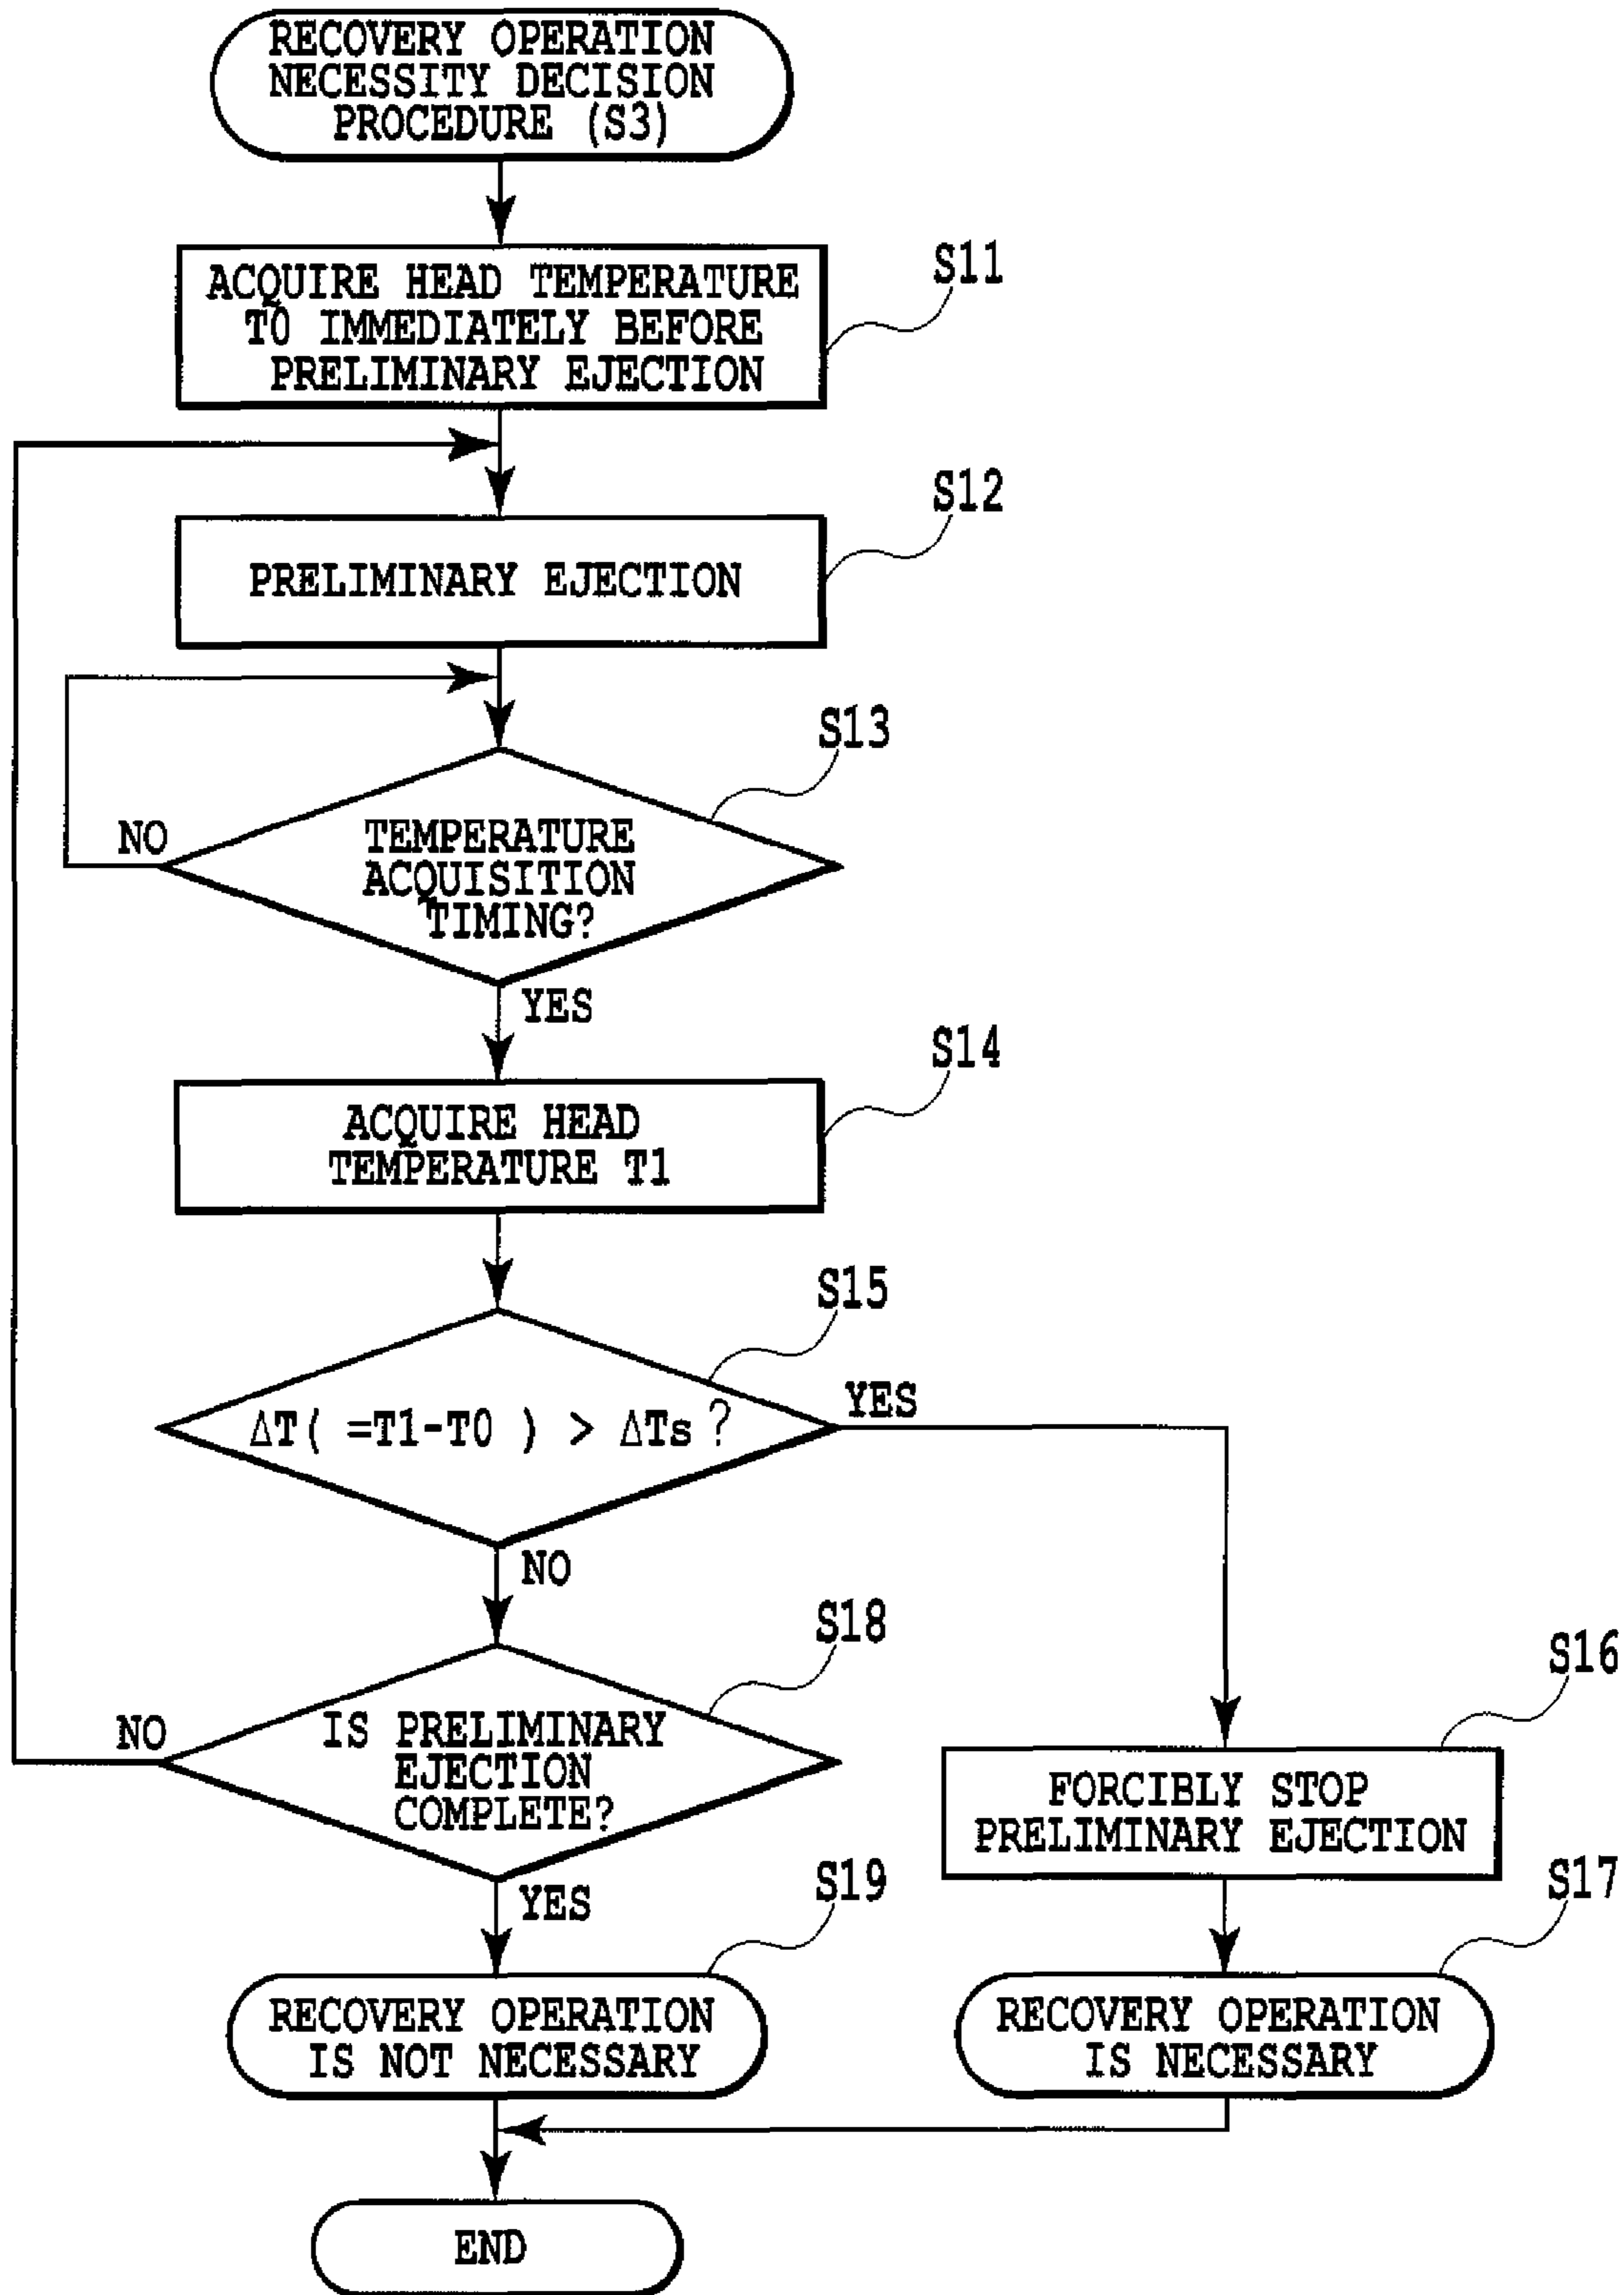 RECOVERY OPERATION
NECESSITY DECISION
PROCEDURE (S3)
S11
ACQUIRE HEAD TEMPERATURE
T0 IMMEDIATELY BEFORE
PRELIMINARY EJECTION
S12
PRELIMINARY EJECTION
S13
NO
TEMPERATURE
ACQUISITION
TIMING?
YES
S14
ACQUIRE HEAD
TEMPERATURE T1
S15
YES
ΔT( =T1-T0 ) > ΔTs ?
NO
S18
NO
IS PRELIMINARY
EJECTION
COMPLETE?
YES
S16
FORCIBLY STOP
PRELIMINARY EJECTION
S19
RECOVERY OPERATION
IS NOT NECESSARY
S17
RECOVERY OPERATION
IS NECESSARY
END